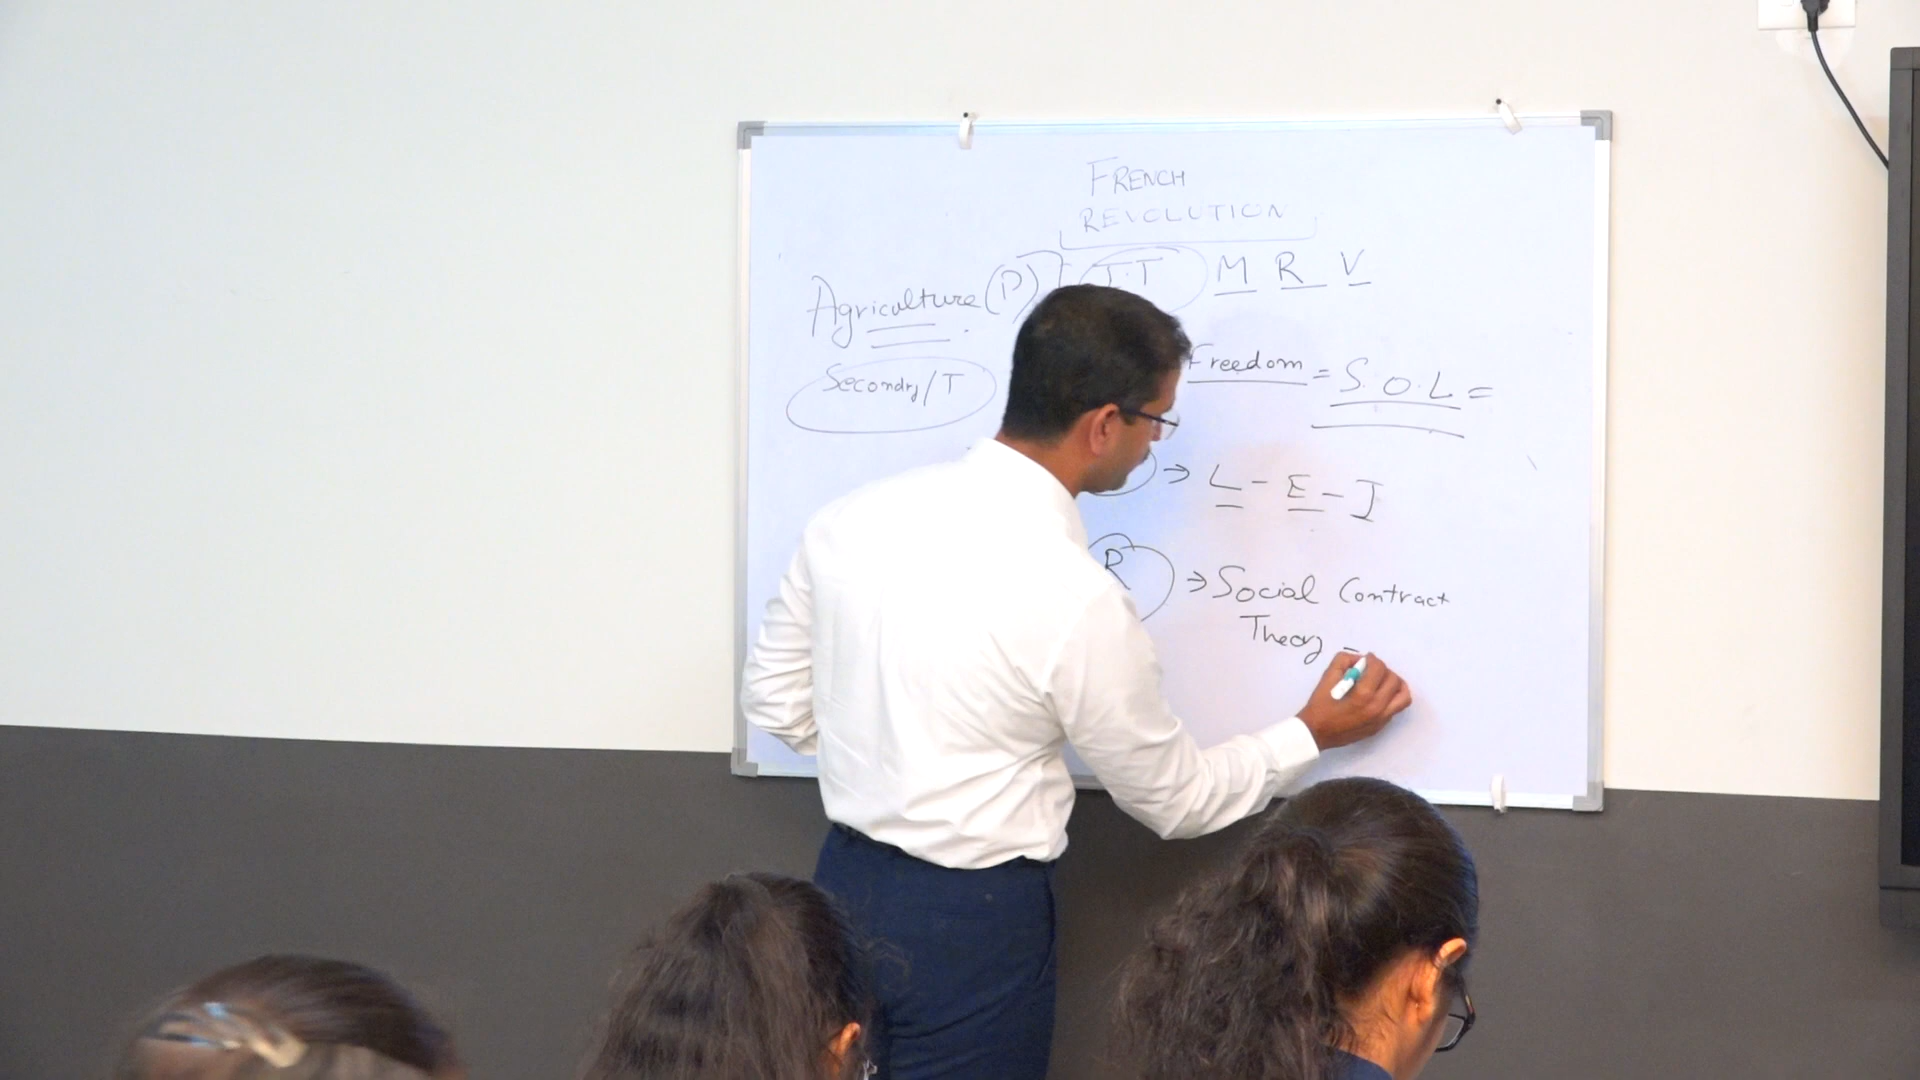 FRENCH
REVOLUTION
Agriculture (P) I.T M R V
Secondry/T
Freedom = S.O.L =
→ L - E - J
R → Social Contract
Theory =